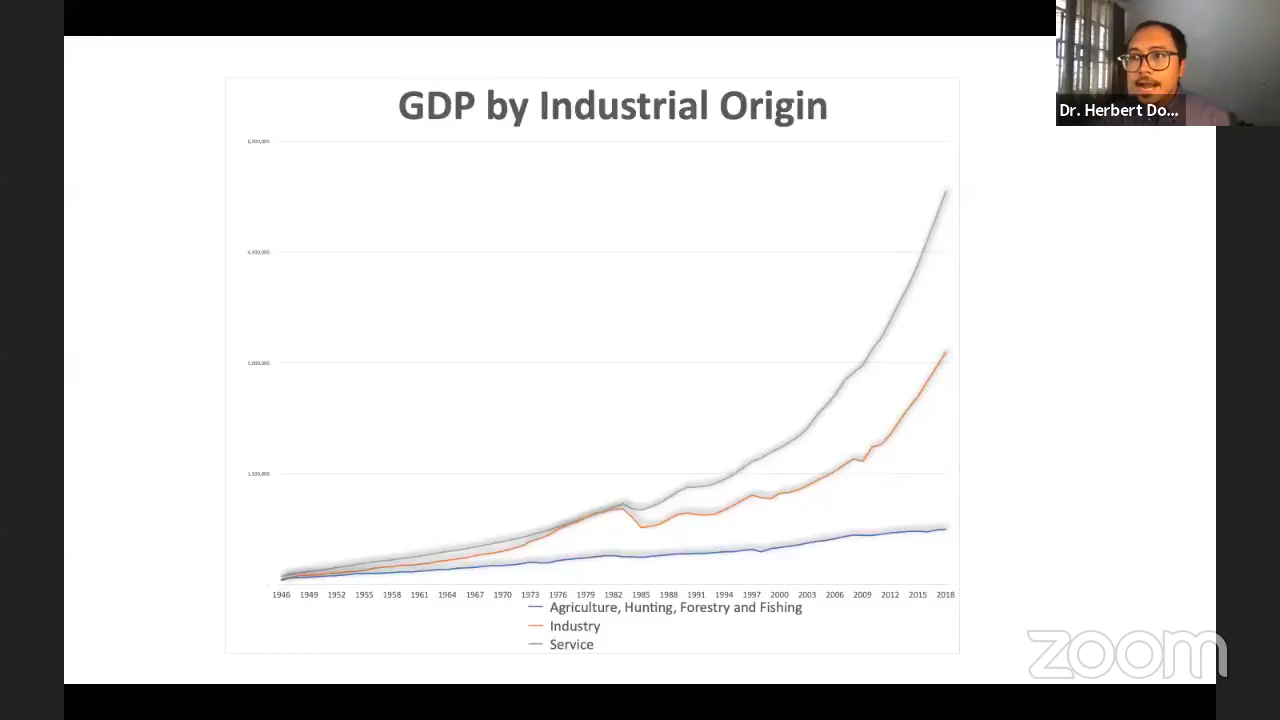 Dr. Herbert Do...
GDP by Industrial Origin
6,000,000
4,500,000
3,000,000
1,500,000
-
1946 1949 1952 1955 1958 1961 1964 1967 1970 1973 1976 1979 1982 1985 1988 1991 1994 1997 2000 2003 2006 2009 2012 2015 2018
Agriculture, Hunting, Forestry and Fishing
Industry
Service
zoom